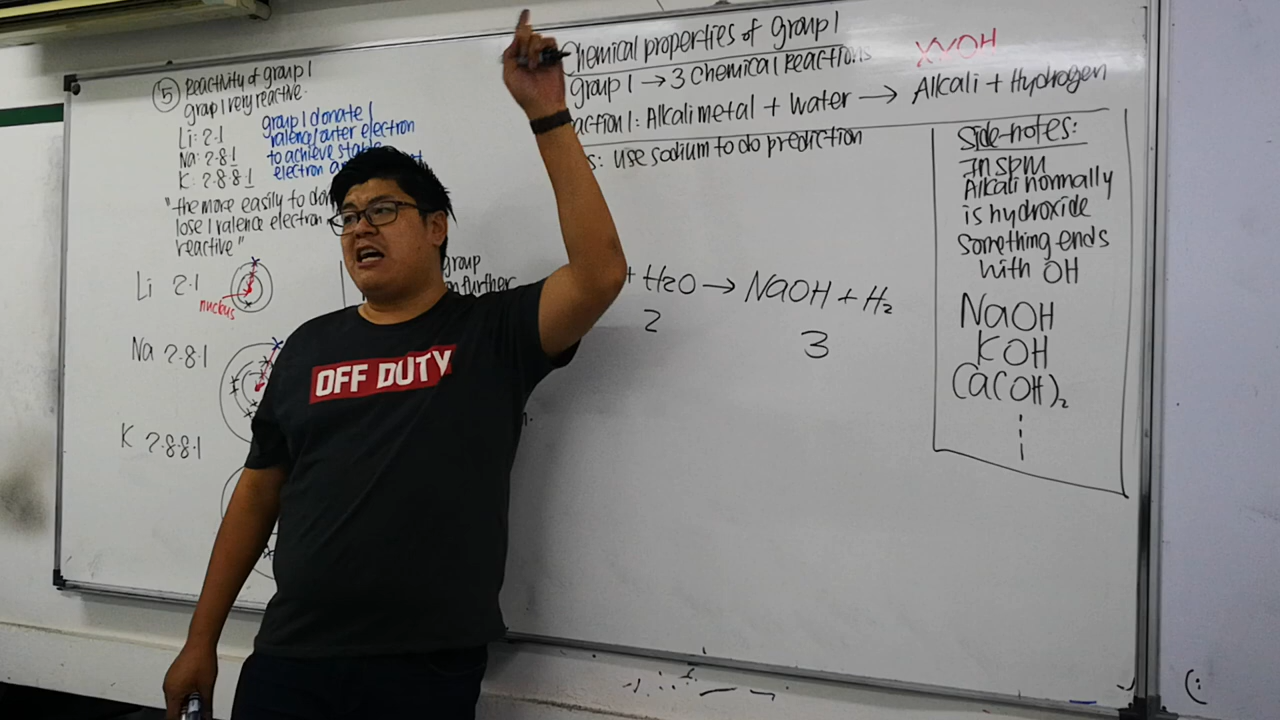 ⑤ Reactivity of group 1
group 1 very reactive.
Li: 2.1
Na: 2.8.1
K: 2.8.8.1
group 1 donate 1
valence/outer electron
to achieve stable
electron
"the more easily to
lose 1 valence electron
reactive"
Li 2.1
nucleus
Na 2.8.1
K 2.8.8.1
group
further
OFF DUTY
Chemical properties of Group 1
group 1 → 3 Chemical Reactions
action 1: Alkali metal + Water → Alkali + Hydrogen
XYOH
s: use sodium to do prediction
+ H2O → NaOH + H₂
2
3
Side-notes:
In SPM
Alkali normally
is hydroxide
something ends
with OH
NaOH
KOH
Ca(OH)₂
(: